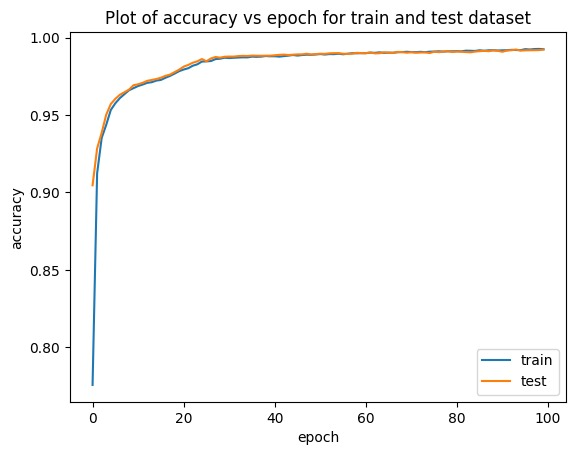 Plot of accuracy vs epoch for train and test dataset
1.00
0.95
0.90
0.85
0.80
accuracy
train
test
0 20 40 60 80 100
epoch